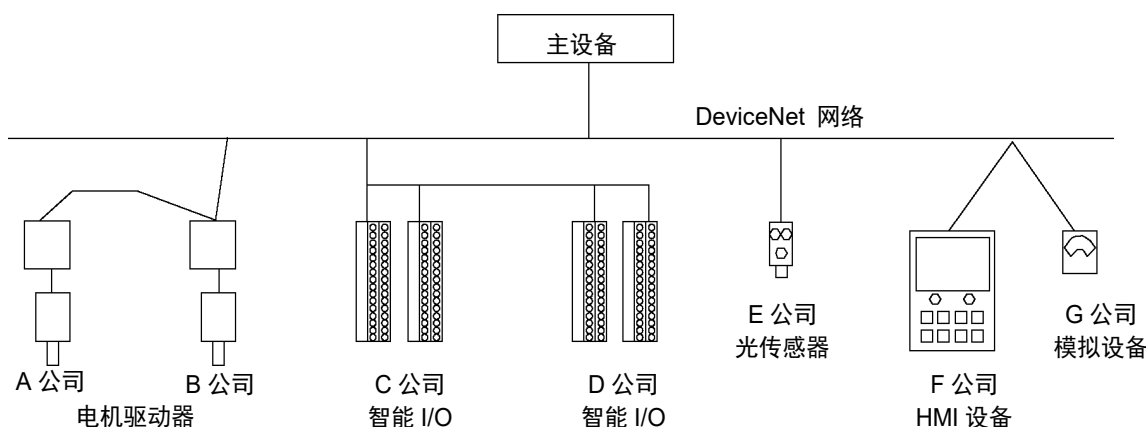 主设备
DeviceNet 网络
A 公司
B 公司
电机驱动器
C 公司
智能 I/O
D 公司
智能 I/O
E 公司
光传感器
F 公司
HMI 设备
G 公司
模拟设备